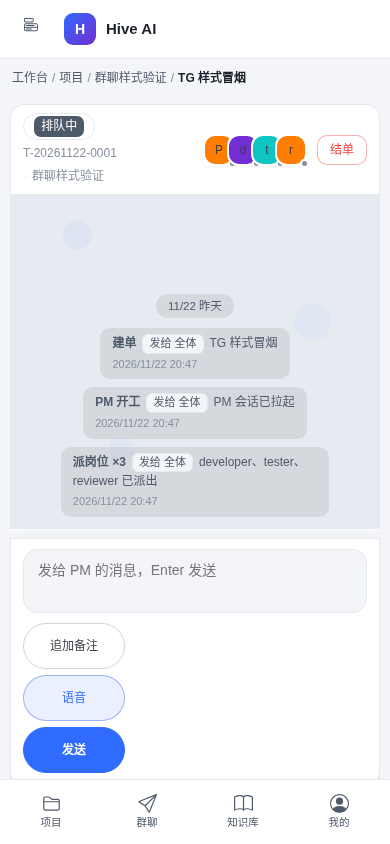 H Hive AI
工作台 / 项目 / 群聊样式验证 / TG 样式冒烟
排队中
T-20261122-0001
· 群聊样式验证
P d t r
结单
11/22 昨天
建单 发给 全体 TG 样式冒烟
2026/11/22 20:47
PM 开工 发给 全体 PM 会话已拉起
2026/11/22 20:47
派岗位 ×3 发给 全体 developer、tester、
reviewer 已派出
2026/11/22 20:47
发给 PM 的消息，Enter 发送
追加备注
语音
发送
项目 群聊 知识库 我的